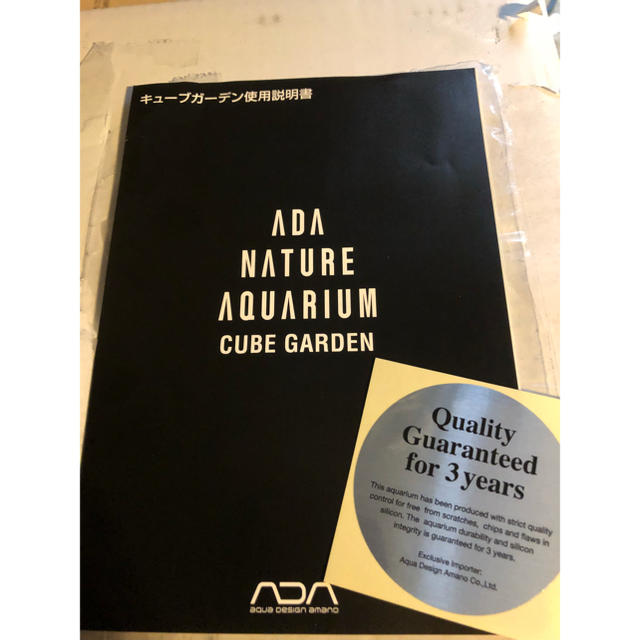 キューブガーデン使用説明書
ADA
NATURE
AQUARIUM
CUBE GARDEN
Quality
Guaranteed
for 3 years
This aquarium has been produced with strict quality
control for free from scratches, chips and flaws in
silicon. The aquarium durability and silicon
integrity is guaranteed for 3 years.
Exclusive Importer:
Aqua Design Amano Co.,Ltd.
ADA
aqua design amano